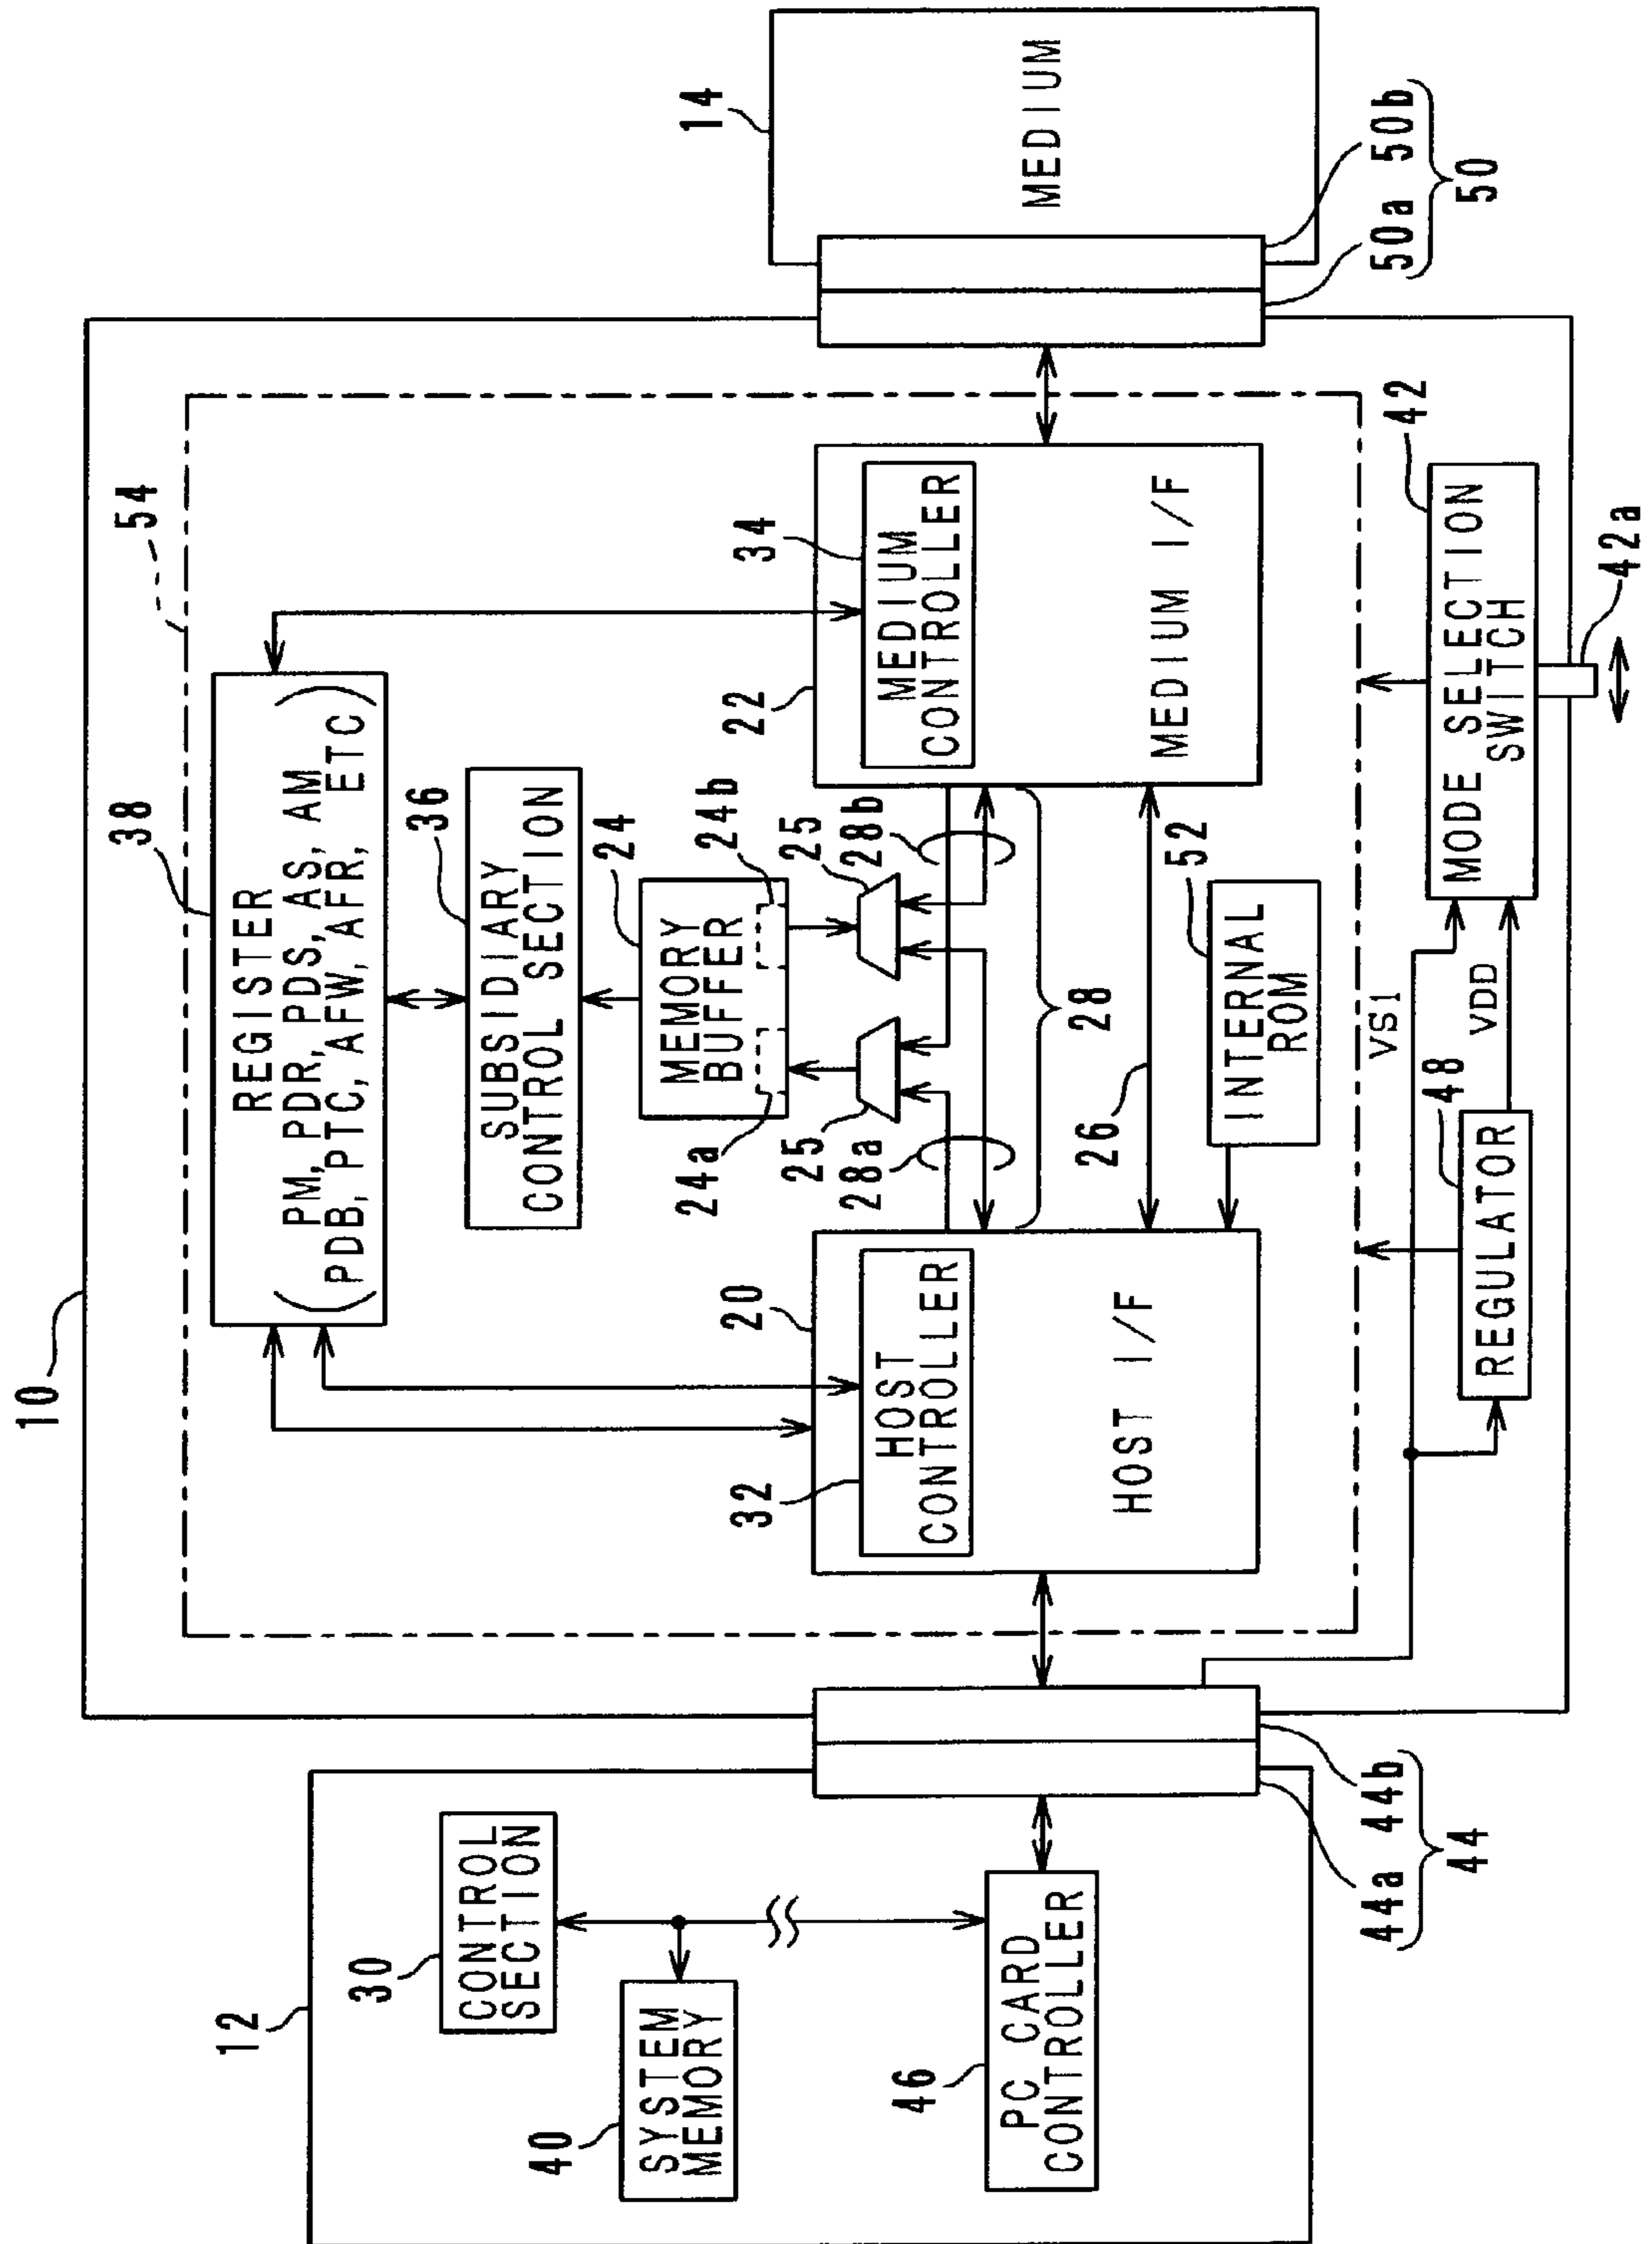 10
12
30
CONTROL
SECTION
40
SYSTEM
MEMORY
46
PC CARD
CONTROLLER
44a 44b
44
54
38
REGISTER
PM, PDR, PDS, AS, AM
PDB, PTC, AFW, AFR, ETC
36
SUBSIDIARY
CONTROL SECTION
24
MEMORY
BUFFER
24a
24b
25
25
28a
28b
28
26
20
32
HOST
CONTROLLER
HOST I/F
22
34
MEDIUM
CONTROLLER
MEDIUM I/F
52
INTERNAL
ROM
VS1
VDD
48
REGULATOR
42
MODE SELECTION
SWITCH
42a
14
MEDIUM
50a 50b
50